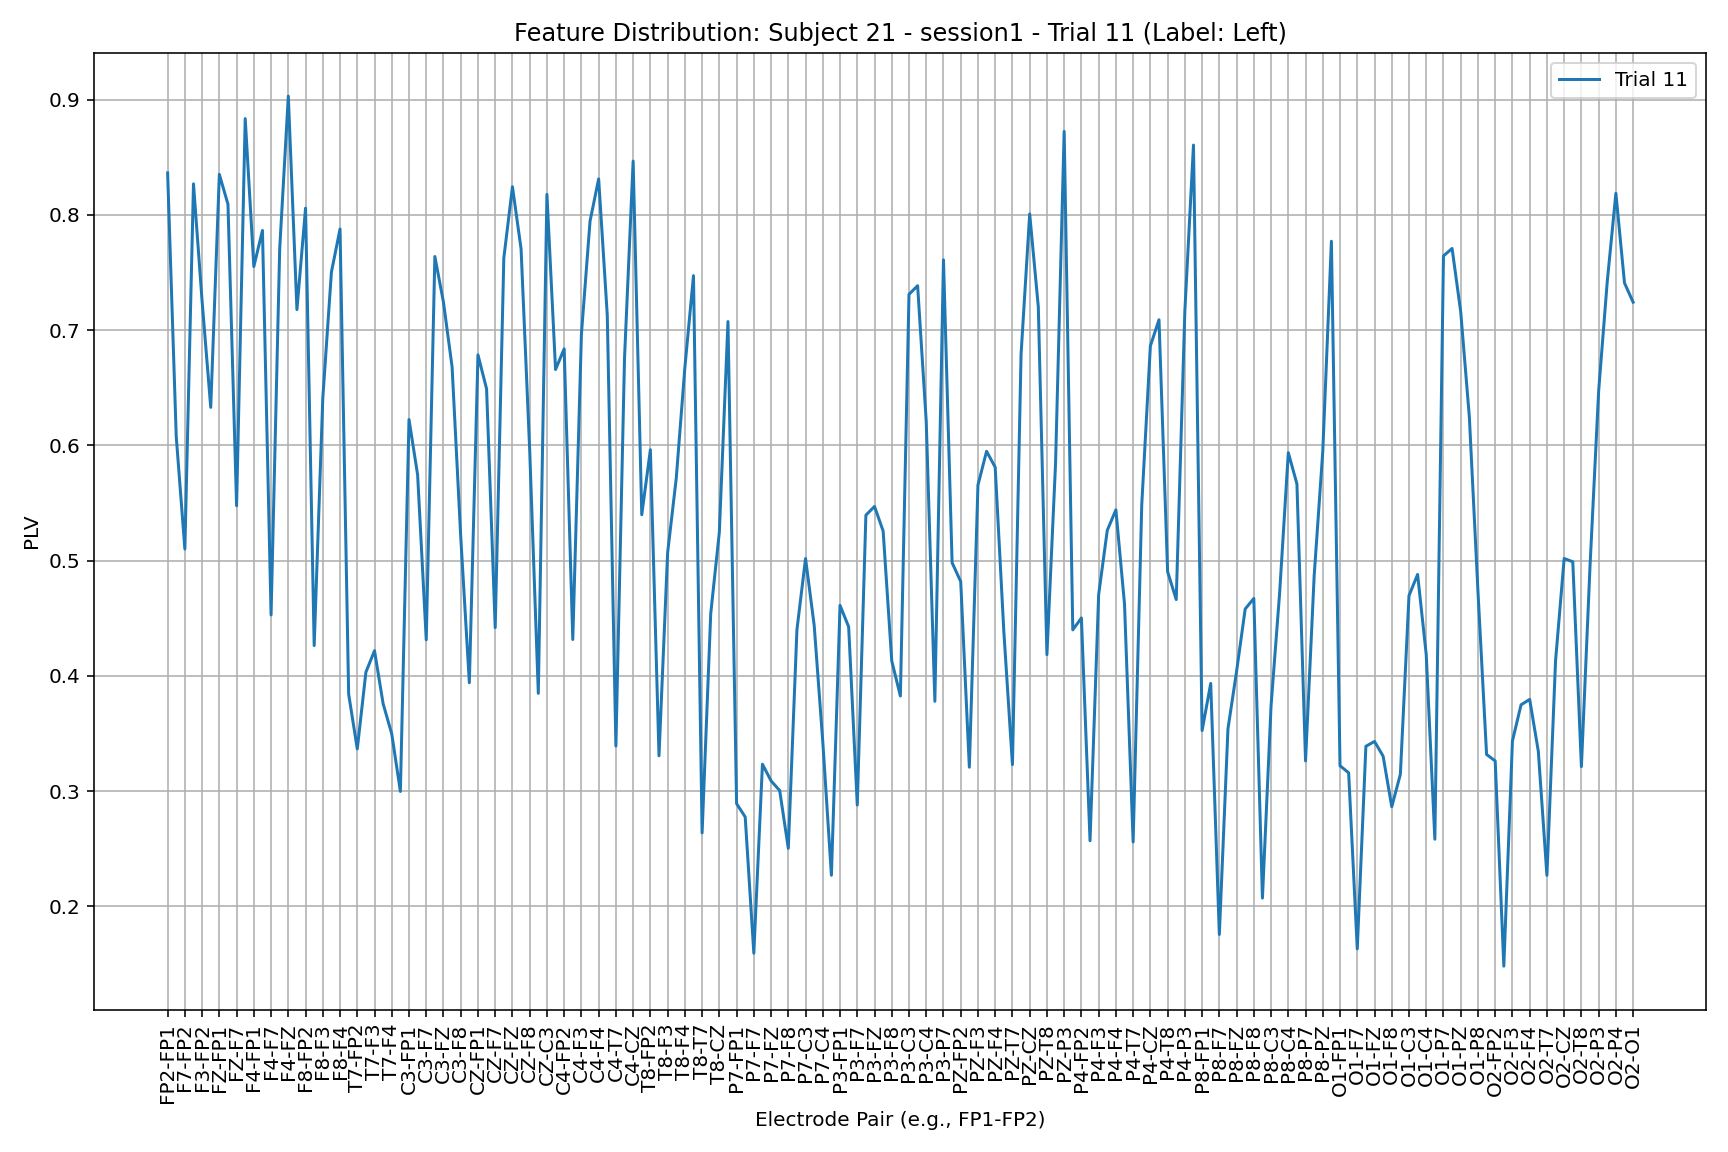 Feature Distribution: Subject 21 - session1 - Trial 11 (Label: Left)
Trial 11
0.9
0.8
0.7
0.6
0.5
0.4
0.3
0.2
PLV
FP2-FP1
F7-FP2
F3-FP2
FZ-FP1
FZ-F7
F4-FP1
F4-F7
F4-FZ
F8-FP2
F8-F3
F8-F4
T7-FP2
T7-F3
T7-F4
C3-FP1
C3-F7
C3-FZ
C3-F8
CZ-FP1
CZ-F7
CZ-FZ
CZ-F8
CZ-C3
C4-FP2
C4-F3
C4-F4
C4-T7
C4-CZ
T8-FP2
T8-F3
T8-F4
T8-T7
T8-CZ
P7-FP1
P7-F7
P7-FZ
P7-F8
P7-C3
P7-C4
P3-FP1
P3-F7
P3-FZ
P3-F8
P3-C3
P3-C4
P3-P7
PZ-FP2
PZ-F3
PZ-F4
PZ-T7
PZ-CZ
PZ-T8
PZ-P3
P4-FP2
P4-F3
P4-F4
P4-T7
P4-CZ
P4-T8
P4-P3
P8-FP1
P8-F7
P8-FZ
P8-F8
P8-C3
P8-C4
P8-P7
P8-PZ
O1-FP1
O1-F7
O1-FZ
O1-F8
O1-C3
O1-C4
O1-P7
O1-PZ
O1-P8
O2-FP2
O2-F3
O2-F4
O2-T7
O2-CZ
O2-T8
O2-P3
O2-P4
O2-O1
Electrode Pair (e.g., FP1-FP2)